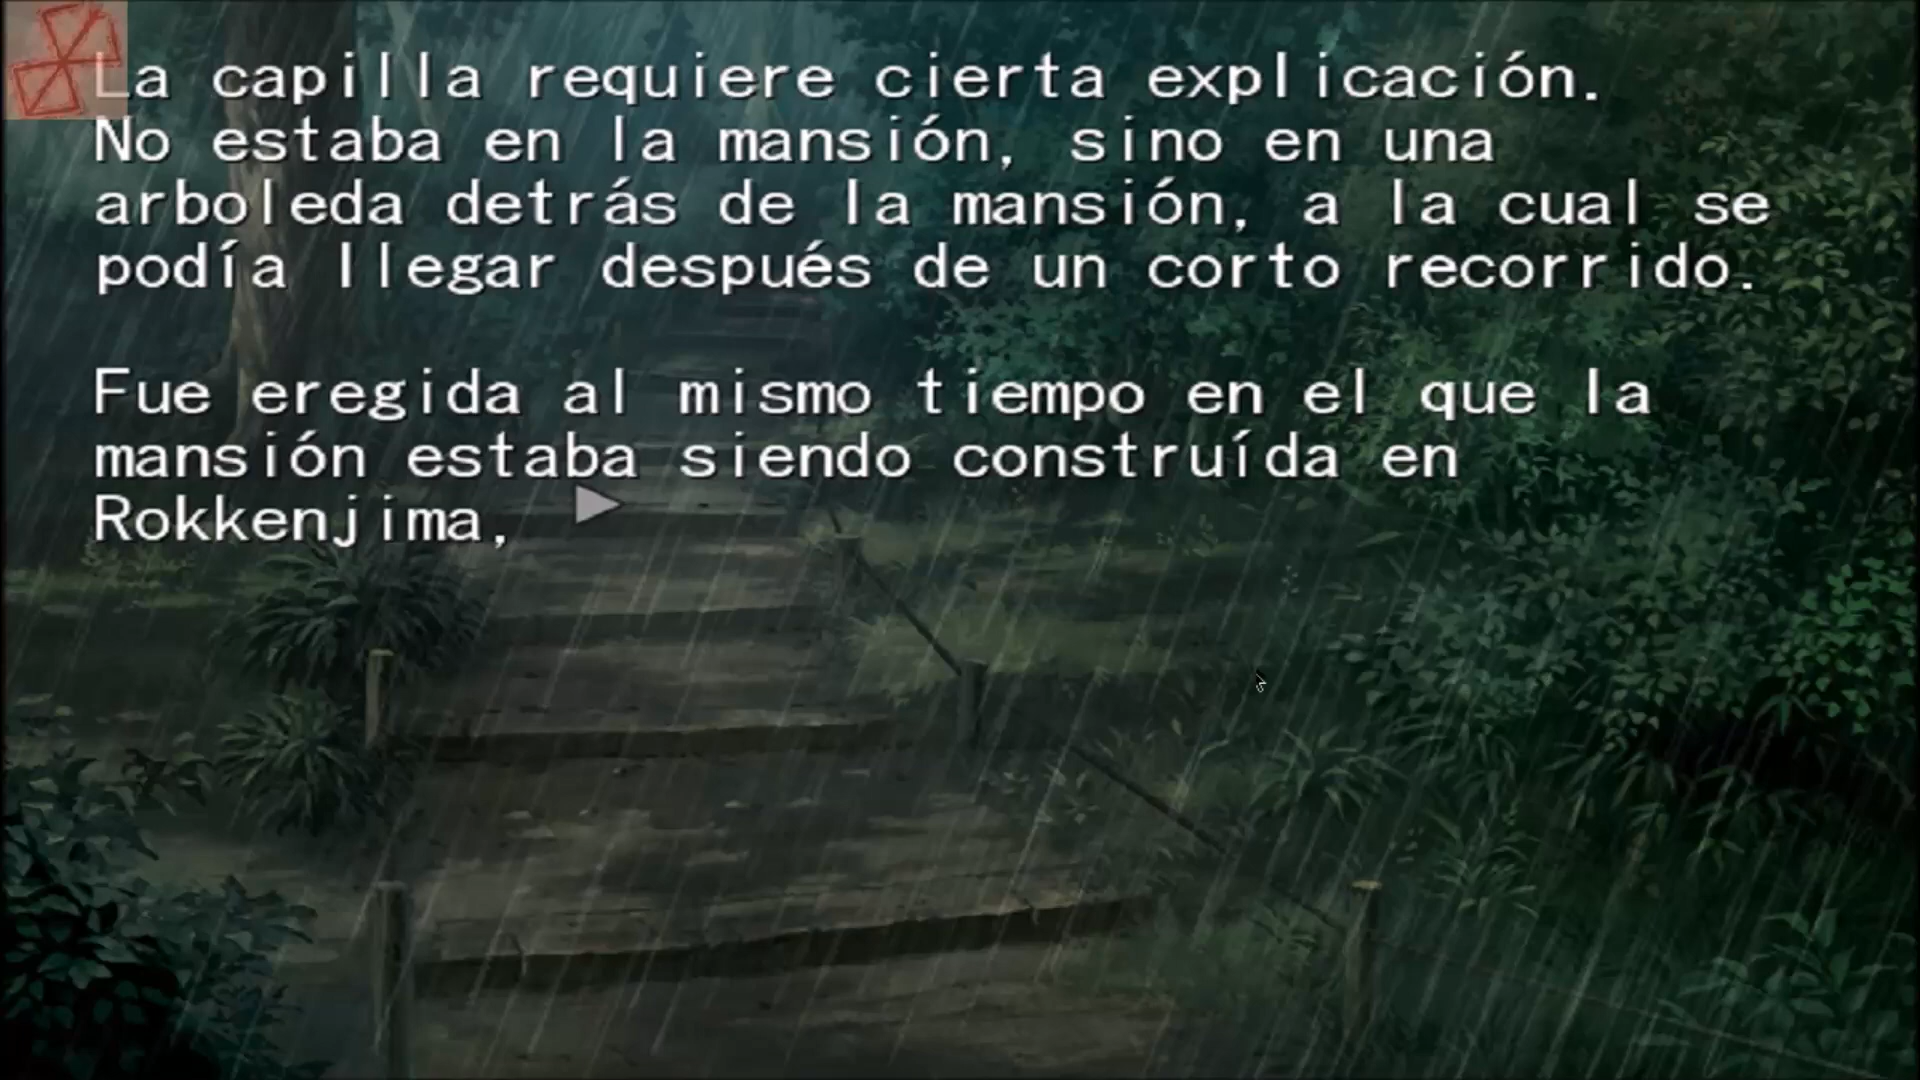 La capilla requiere cierta explicación.
No estaba en la mansión, sino en una
arboleda detrás de la mansión, a la cual se
podía llegar después de un corto recorrido.
Fue eregida al mismo tiempo en el que la
mansión estaba siendo construída en
Rokkenjima,